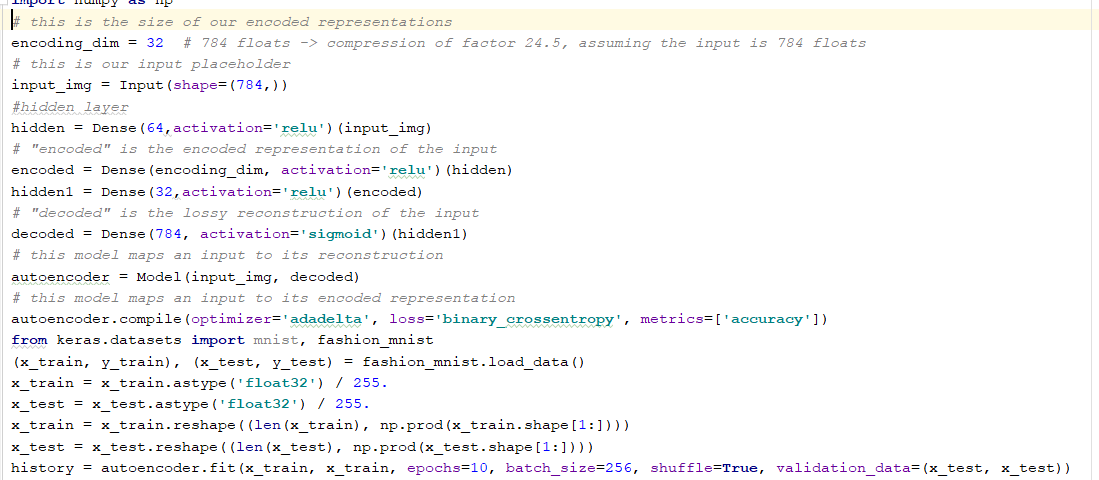 import numpy as np
# this is the size of our encoded representations
encoding_dim = 32  # 784 floats -> compression of factor 24.5, assuming the input is 784 floats
# this is our input placeholder
input_img = Input(shape=(784,))
#hidden layer
hidden = Dense(64,activation='relu')(input_img)
# "encoded" is the encoded representation of the input
encoded = Dense(encoding_dim, activation='relu')(hidden)
hidden1 = Dense(32,activation='relu')(encoded)
# "decoded" is the lossy reconstruction of the input
decoded = Dense(784, activation='sigmoid')(hidden1)
# this model maps an input to its reconstruction
autoencoder = Model(input_img, decoded)
# this model maps an input to its encoded representation
autoencoder.compile(optimizer='adadelta', loss='binary_crossentropy', metrics=['accuracy'])
from keras.datasets import mnist, fashion_mnist
(x_train, y_train), (x_test, y_test) = fashion_mnist.load_data()
x_train = x_train.astype('float32') / 255.
x_test = x_test.astype('float32') / 255.
x_train = x_train.reshape((len(x_train), np.prod(x_train.shape[1:])))
x_test = x_test.reshape((len(x_test), np.prod(x_test.shape[1:])))
history = autoencoder.fit(x_train, x_train, epochs=10, batch_size=256, shuffle=True, validation_data=(x_test, x_test))